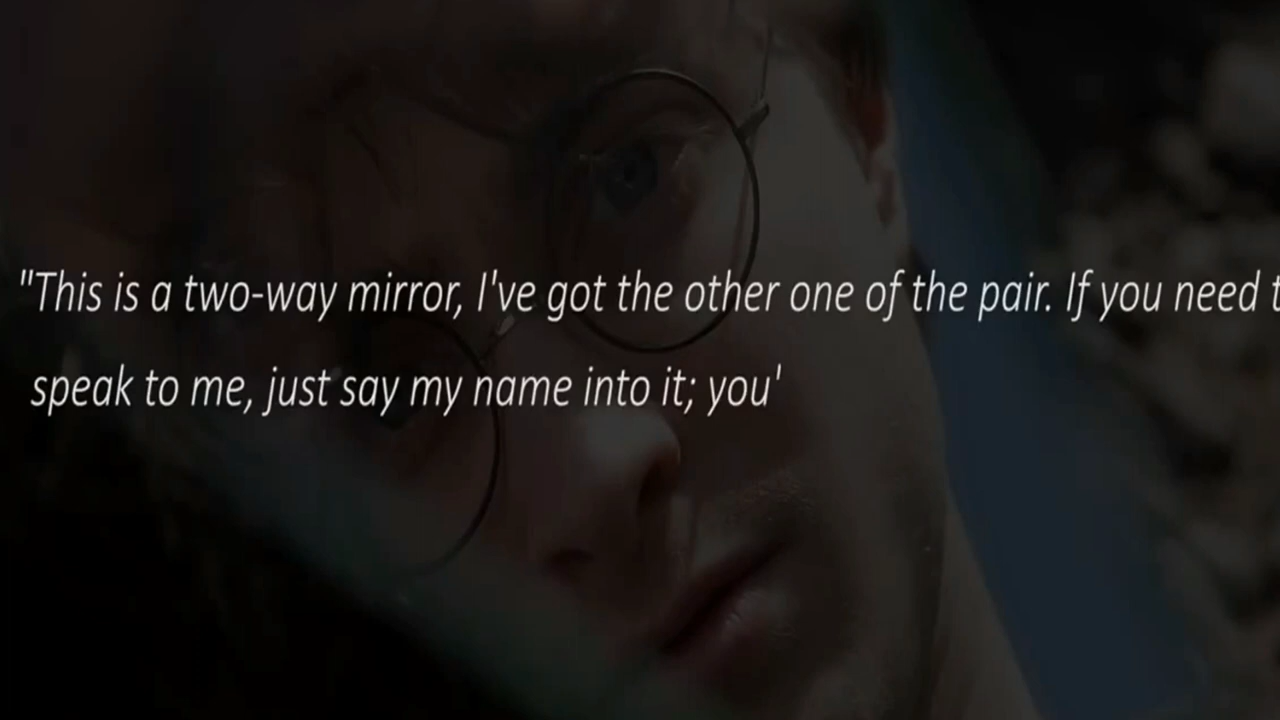 "This is a two-way mirror, I've got the other one of the pair. If you need t
speak to me, just say my name into it; you'